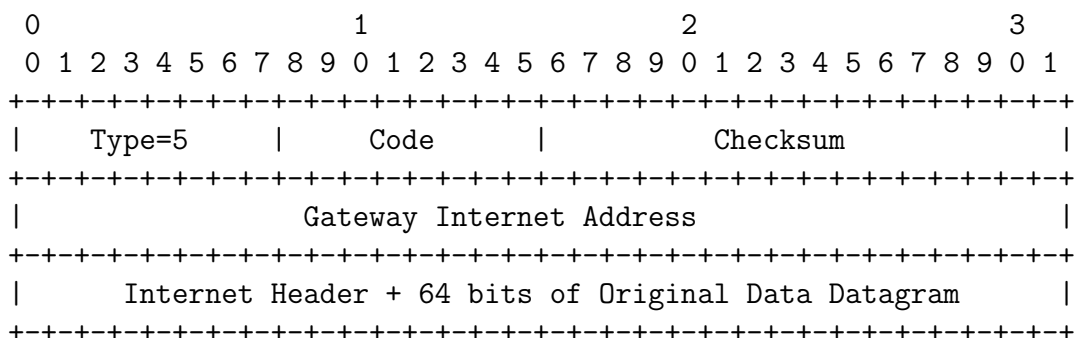 0                   1                   2                   3
 0 1 2 3 4 5 6 7 8 9 0 1 2 3 4 5 6 7 8 9 0 1 2 3 4 5 6 7 8 9 0 1
+-+-+-+-+-+-+-+-+-+-+-+-+-+-+-+-+-+-+-+-+-+-+-+-+-+-+-+-+-+-+-+-+
|    Type=5     |     Code      |          Checksum             |
+-+-+-+-+-+-+-+-+-+-+-+-+-+-+-+-+-+-+-+-+-+-+-+-+-+-+-+-+-+-+-+-+
|                 Gateway Internet Address                      |
+-+-+-+-+-+-+-+-+-+-+-+-+-+-+-+-+-+-+-+-+-+-+-+-+-+-+-+-+-+-+-+-+
|      Internet Header + 64 bits of Original Data Datagram      |
+-+-+-+-+-+-+-+-+-+-+-+-+-+-+-+-+-+-+-+-+-+-+-+-+-+-+-+-+-+-+-+-+